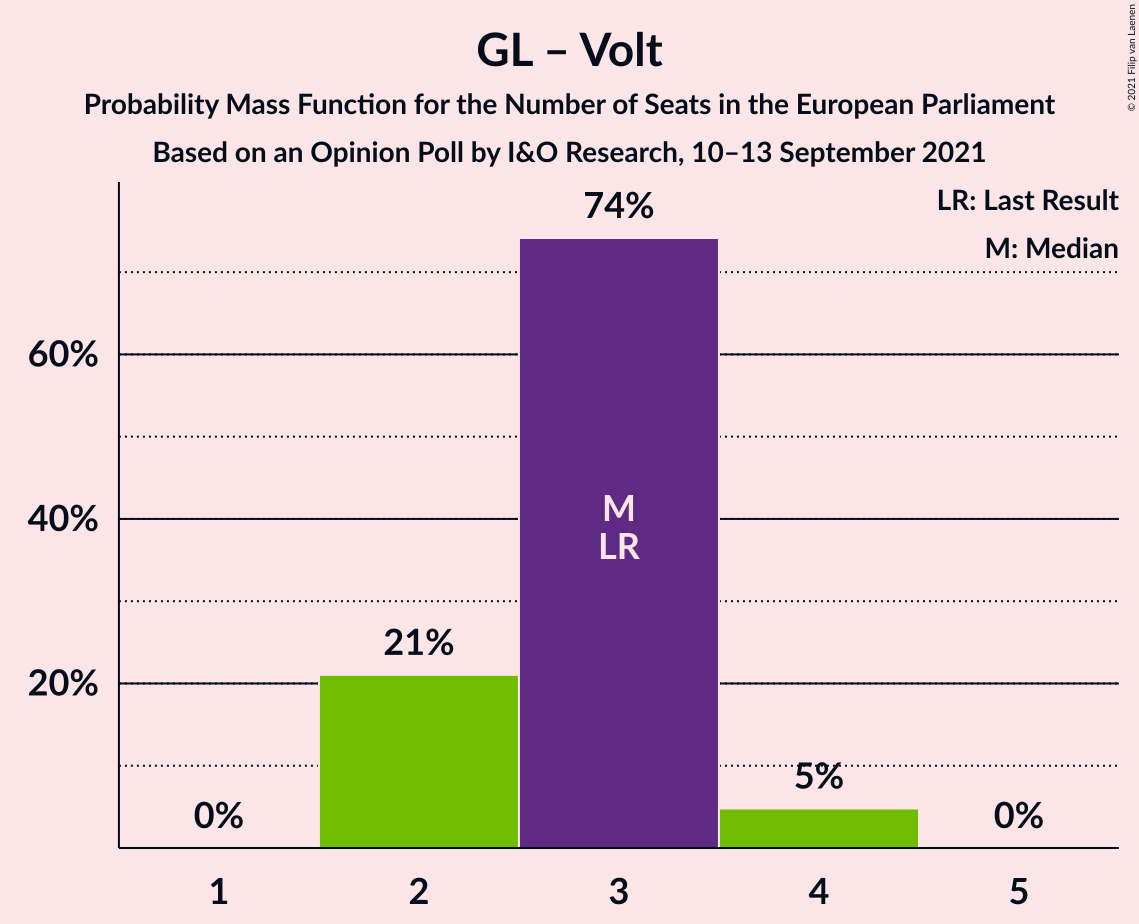 GL – Volt
Probability Mass Function for the Number of Seats in the European Parliament
Based on an Opinion Poll by I&O Research, 10–13 September 2021
© 2021 Filip van Laenen
LR: Last Result
M: Median
74%
60%
40%
M
LR
21%
20%
5%
0%
0%
1
2
3
4
5